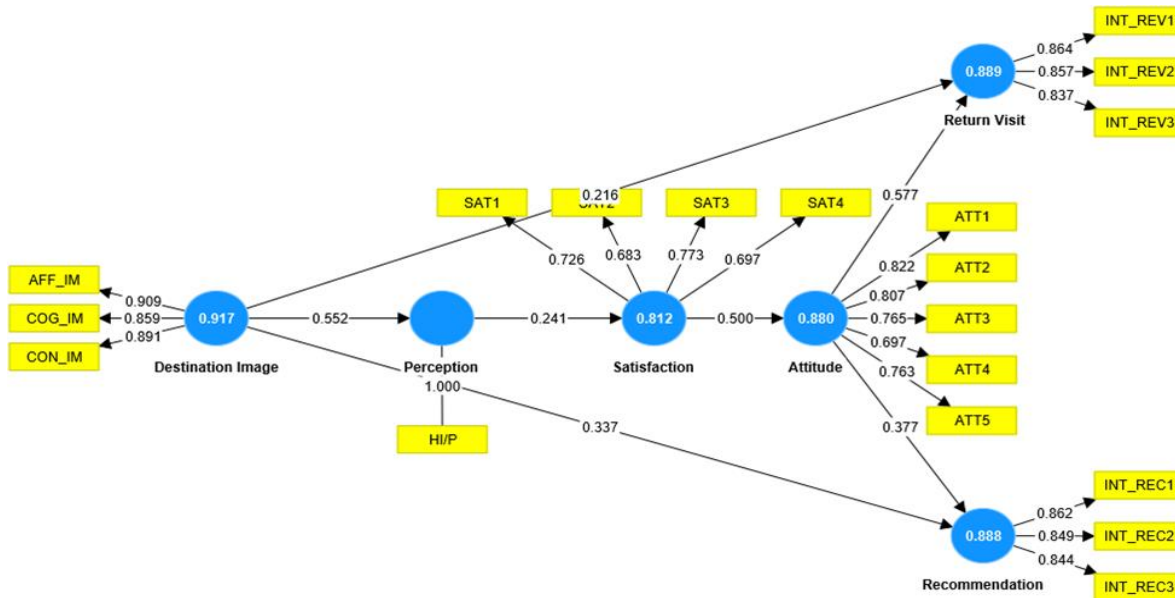 INT_REV1
0.864
0.889
0.857
INT_REV2
0.837
Return Visit
INT_REV3
0.216
0.577
SAT1
SAT2
SAT3
SAT4
ATT1
0.726
0.683
0.773
0.697
0.822
ATT2
0.807
AFF_IM
0.909
COG_IM
0.859
0.917
0.552
0.241
0.812
0.500
0.880
0.765
ATT3
0.891
CON_IM
0.697
Destination Image
Perception
Satisfaction
Attitude
ATT4
0.763
1.000
ATT5
0.337
0.377
HI/P
INT_REC1
0.862
0.888
0.849
INT_REC2
0.844
Recommendation
INT_REC3